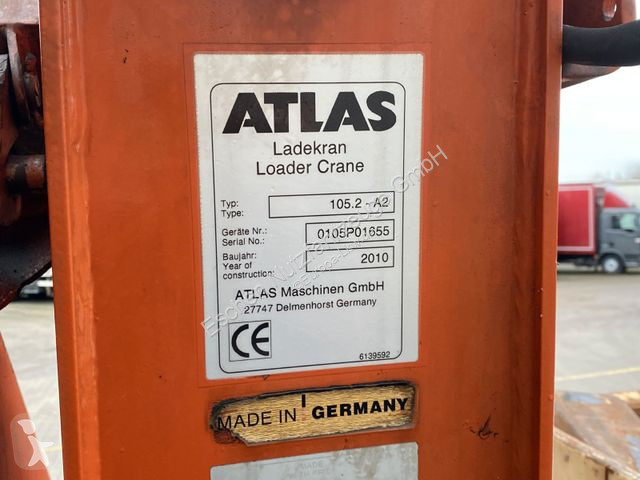 ATLAS
Ladekran
Loader Crane
Typ:
Type:
105.2 - A2
Geräte Nr.:
Serial No.:
0105P01655
Baujahr:
Year of
construction:
2010
ATLAS Maschinen GmbH
27747 Delmenhorst Germany
CE
6139592
MADE IN GERMANY
MADE